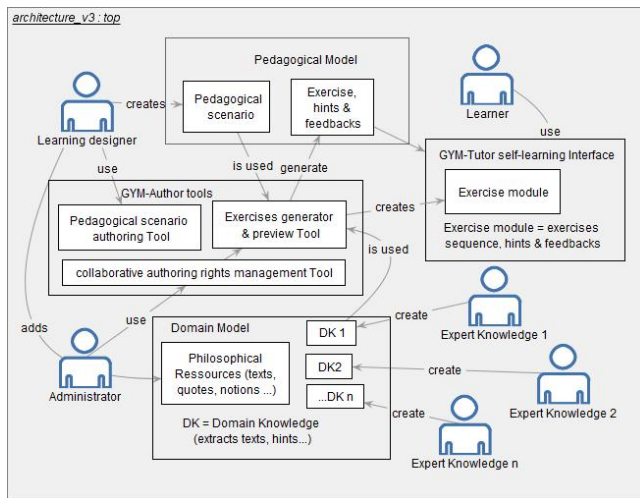 architecture_v3 : top
Pedagogical Model
Pedagogical
scenario
Exercise,
hints &
feedbacks
creates
Learning designer
Learner
use
is used
generate
use
GYM-Tutor self-learning Interface
Exercise module
Exercise module = exercises
sequence, hints & feedbacks
GYM-Author tools
Pedagogical scenario
authoring Tool
Exercises generator
& preview Tool
creates
collaborative authoring rights management Tool
is used
adds
use
Administrator
Domain Model
Philosophical
Ressources (texts,
quotes, notions ...)
DK 1
DK2
...DK n
DK = Domain Knowledge
(extracts texts, hints...)
create
Expert Knowledge 1
create
Expert Knowledge 2
create
Expert Knowledge n